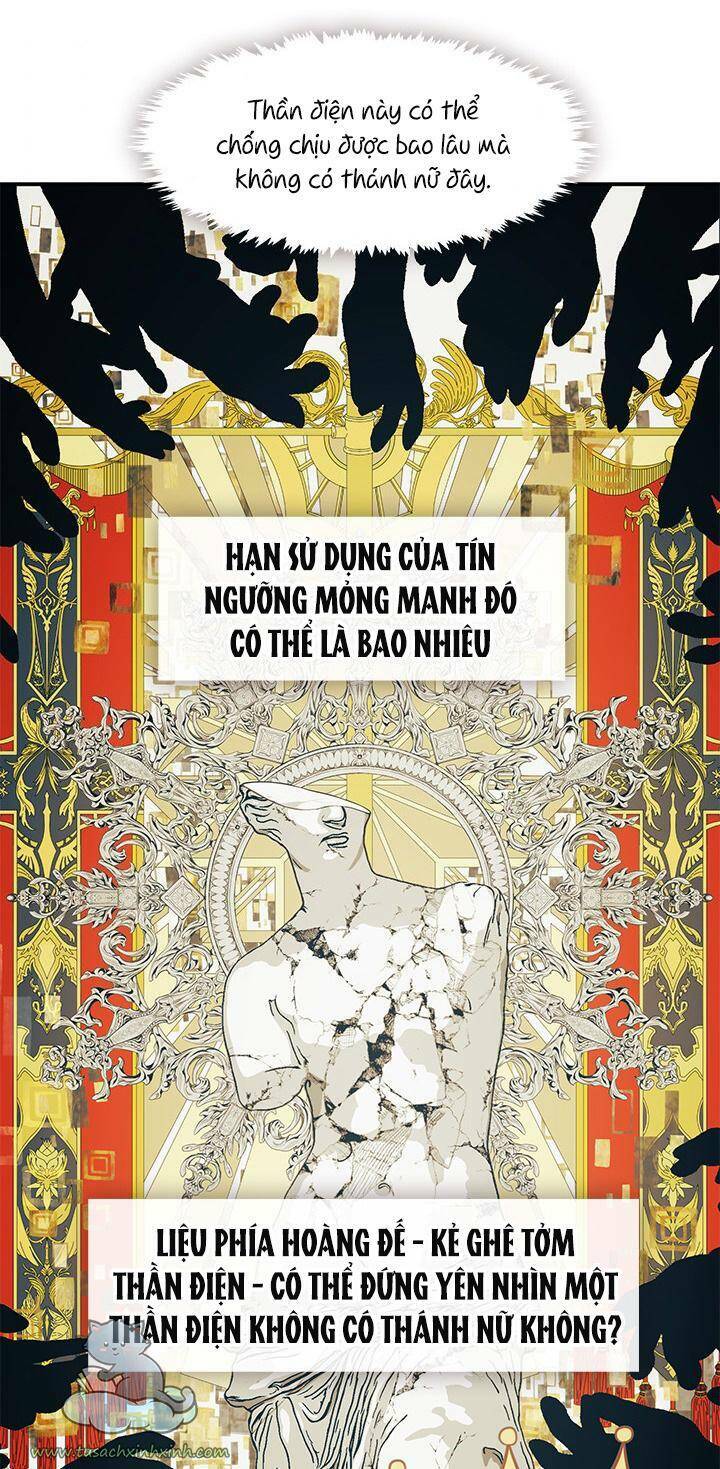 Thần điện này có thể
chống chịu được bao lâu mà
không có thánh nữ đây.
HẠN SỬ DỤNG CỦA TÍN
NGƯỠNG MỎNG MANH ĐÓ
CÓ THỂ LÀ BAO NHIÊU
LIỆU PHÍA HOÀNG ĐẾ - KẺ GHÊ TỞM
THẦN ĐIỆN - CÓ THỂ ĐỨNG YÊN NHÌN MỘT
THẦN ĐIỆN KHÔNG CÓ THÁNH NỮ KHÔNG?
www.tusachxinhxinh.com